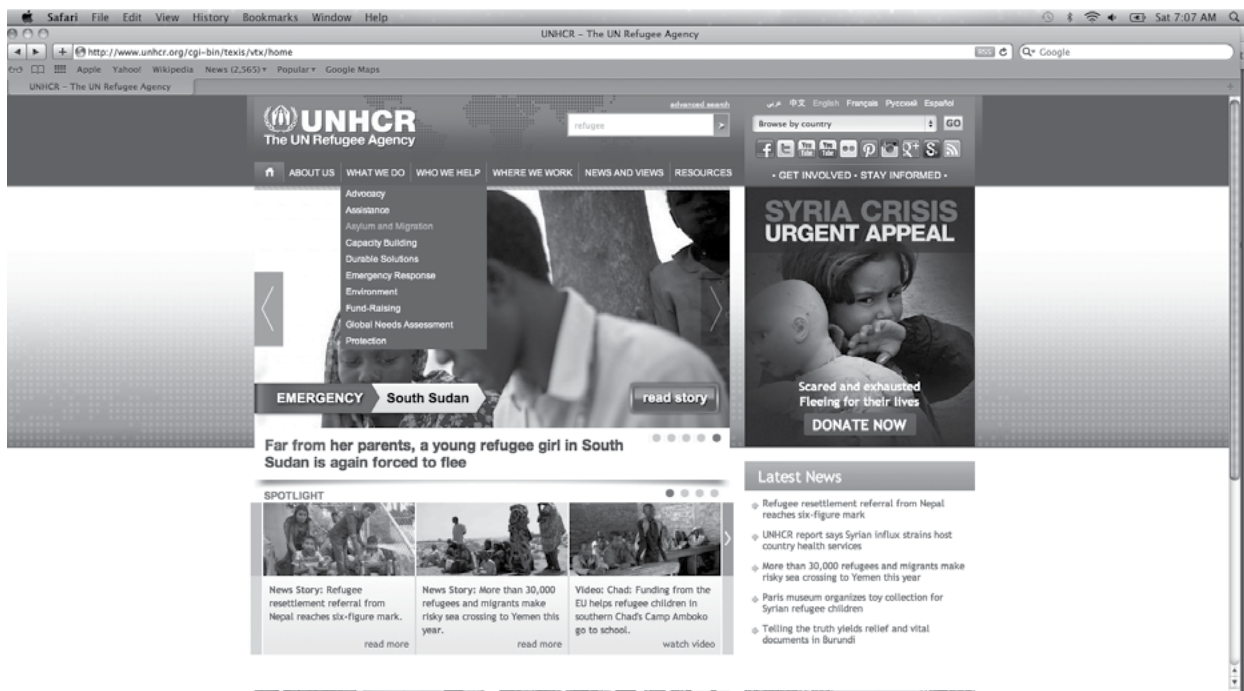 Safari File Edit View History Bookmarks Window Help
Sat 7:07 AM
UNHCR – The UN Refugee Agency
http://www.unhcr.org/cgi-bin/texis/vtx/home
RSS
Google
Apple Yahoo! Wikipedia News (2,565) Popular Google Maps
UNHCR – The UN Refugee Agency
UNHCR
The UN Refugee Agency
advanced search
refugee
عربي 中文 English Français Русский Español
Browse by country
GO
f You Tube You Tube g+ S
• GET INVOLVED • STAY INFORMED •
ABOUT US WHAT WE DO WHO WE HELP WHERE WE WORK NEWS AND VIEWS RESOURCES
Advocacy
Assistance
Asylum and Migration
Capacity Building
Durable Solutions
Emergency Response
Environment
Fund-Raising
Global Needs Assessment
Protection
EMERGENCY South Sudan
read story
Far from her parents, a young refugee girl in South
Sudan is again forced to flee
SYRIA CRISIS
URGENT APPEAL
Scared and exhausted
Fleeing for their lives
DONATE NOW
SPOTLIGHT
News Story: Refugee
resettlement referral from
Nepal reaches six-figure mark.
read more
News Story: More than 30,000
refugees and migrants make
risky sea crossing to Yemen this
year.
read more
Video: Chad: Funding from the
EU helps refugee children in
southern Chad's Camp Amboko
go to school.
watch video
Latest News
Refugee resettlement referral from Nepal
reaches six-figure mark
UNHCR report says Syrian influx strains host
country health services
More than 30,000 refugees and migrants make
risky sea crossing to Yemen this year
Paris museum organizes toy collection for
Syrian refugee children
Telling the truth yields relief and vital
documents in Burundi